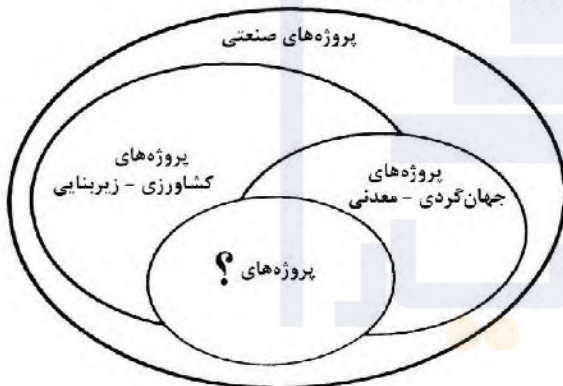 پروژه‌های صنعتی
پروژه‌های
کشاورزی - زیربنایی
پروژه‌های
جهان‌گردی - معدنی
پروژه‌های ؟